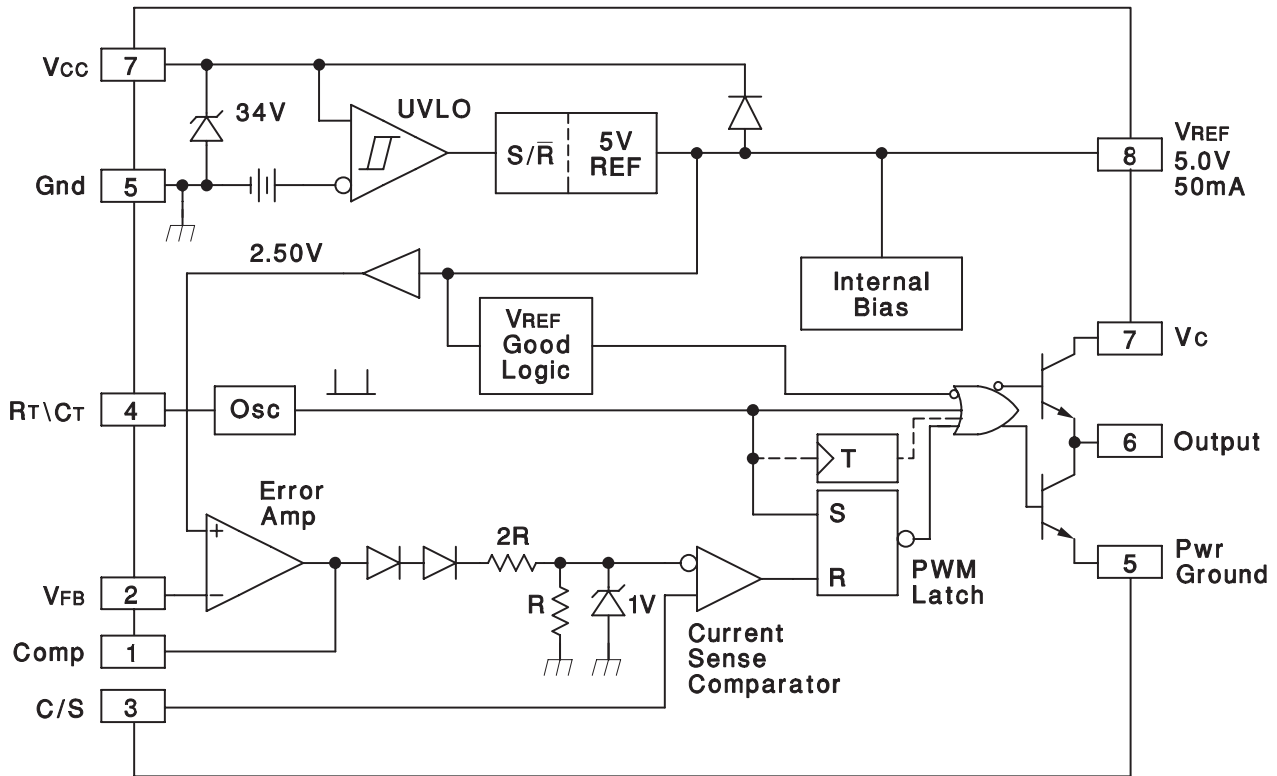 VCC
7
34V
UVLO
S/R̅
5V
REF
8
VREF
5.0V
50mA
Gnd
5
2.50V
Internal
Bias
VREF
Good
Logic
7
VC
RT\CT
4
Osc
T
6
Output
Error
Amp
+
−
2R
S
R
PWM
Latch
5
Pwr
Ground
VFB
2
R
1V
Comp
1
Current
Sense
Comparator
C/S
3